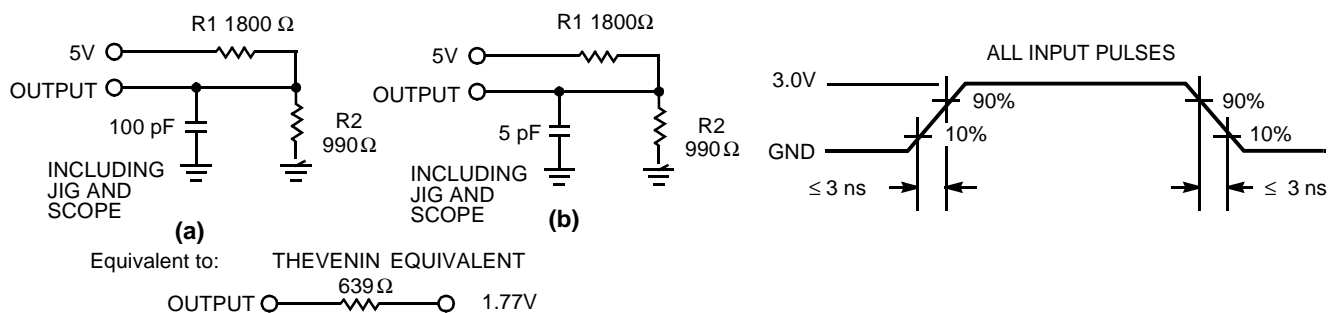 R1 1800 Ω
5V
OUTPUT
100 pF
R2
990Ω
INCLUDING
JIG AND
SCOPE
(a)
R1 1800Ω
5V
OUTPUT
5 pF
R2
990Ω
INCLUDING
JIG AND
SCOPE
(b)
ALL INPUT PULSES
3.0V
90%
10%
GND
90%
10%
≤ 3 ns
≤ 3 ns
Equivalent to: THEVENIN EQUIVALENT
639Ω
OUTPUT 1.77V